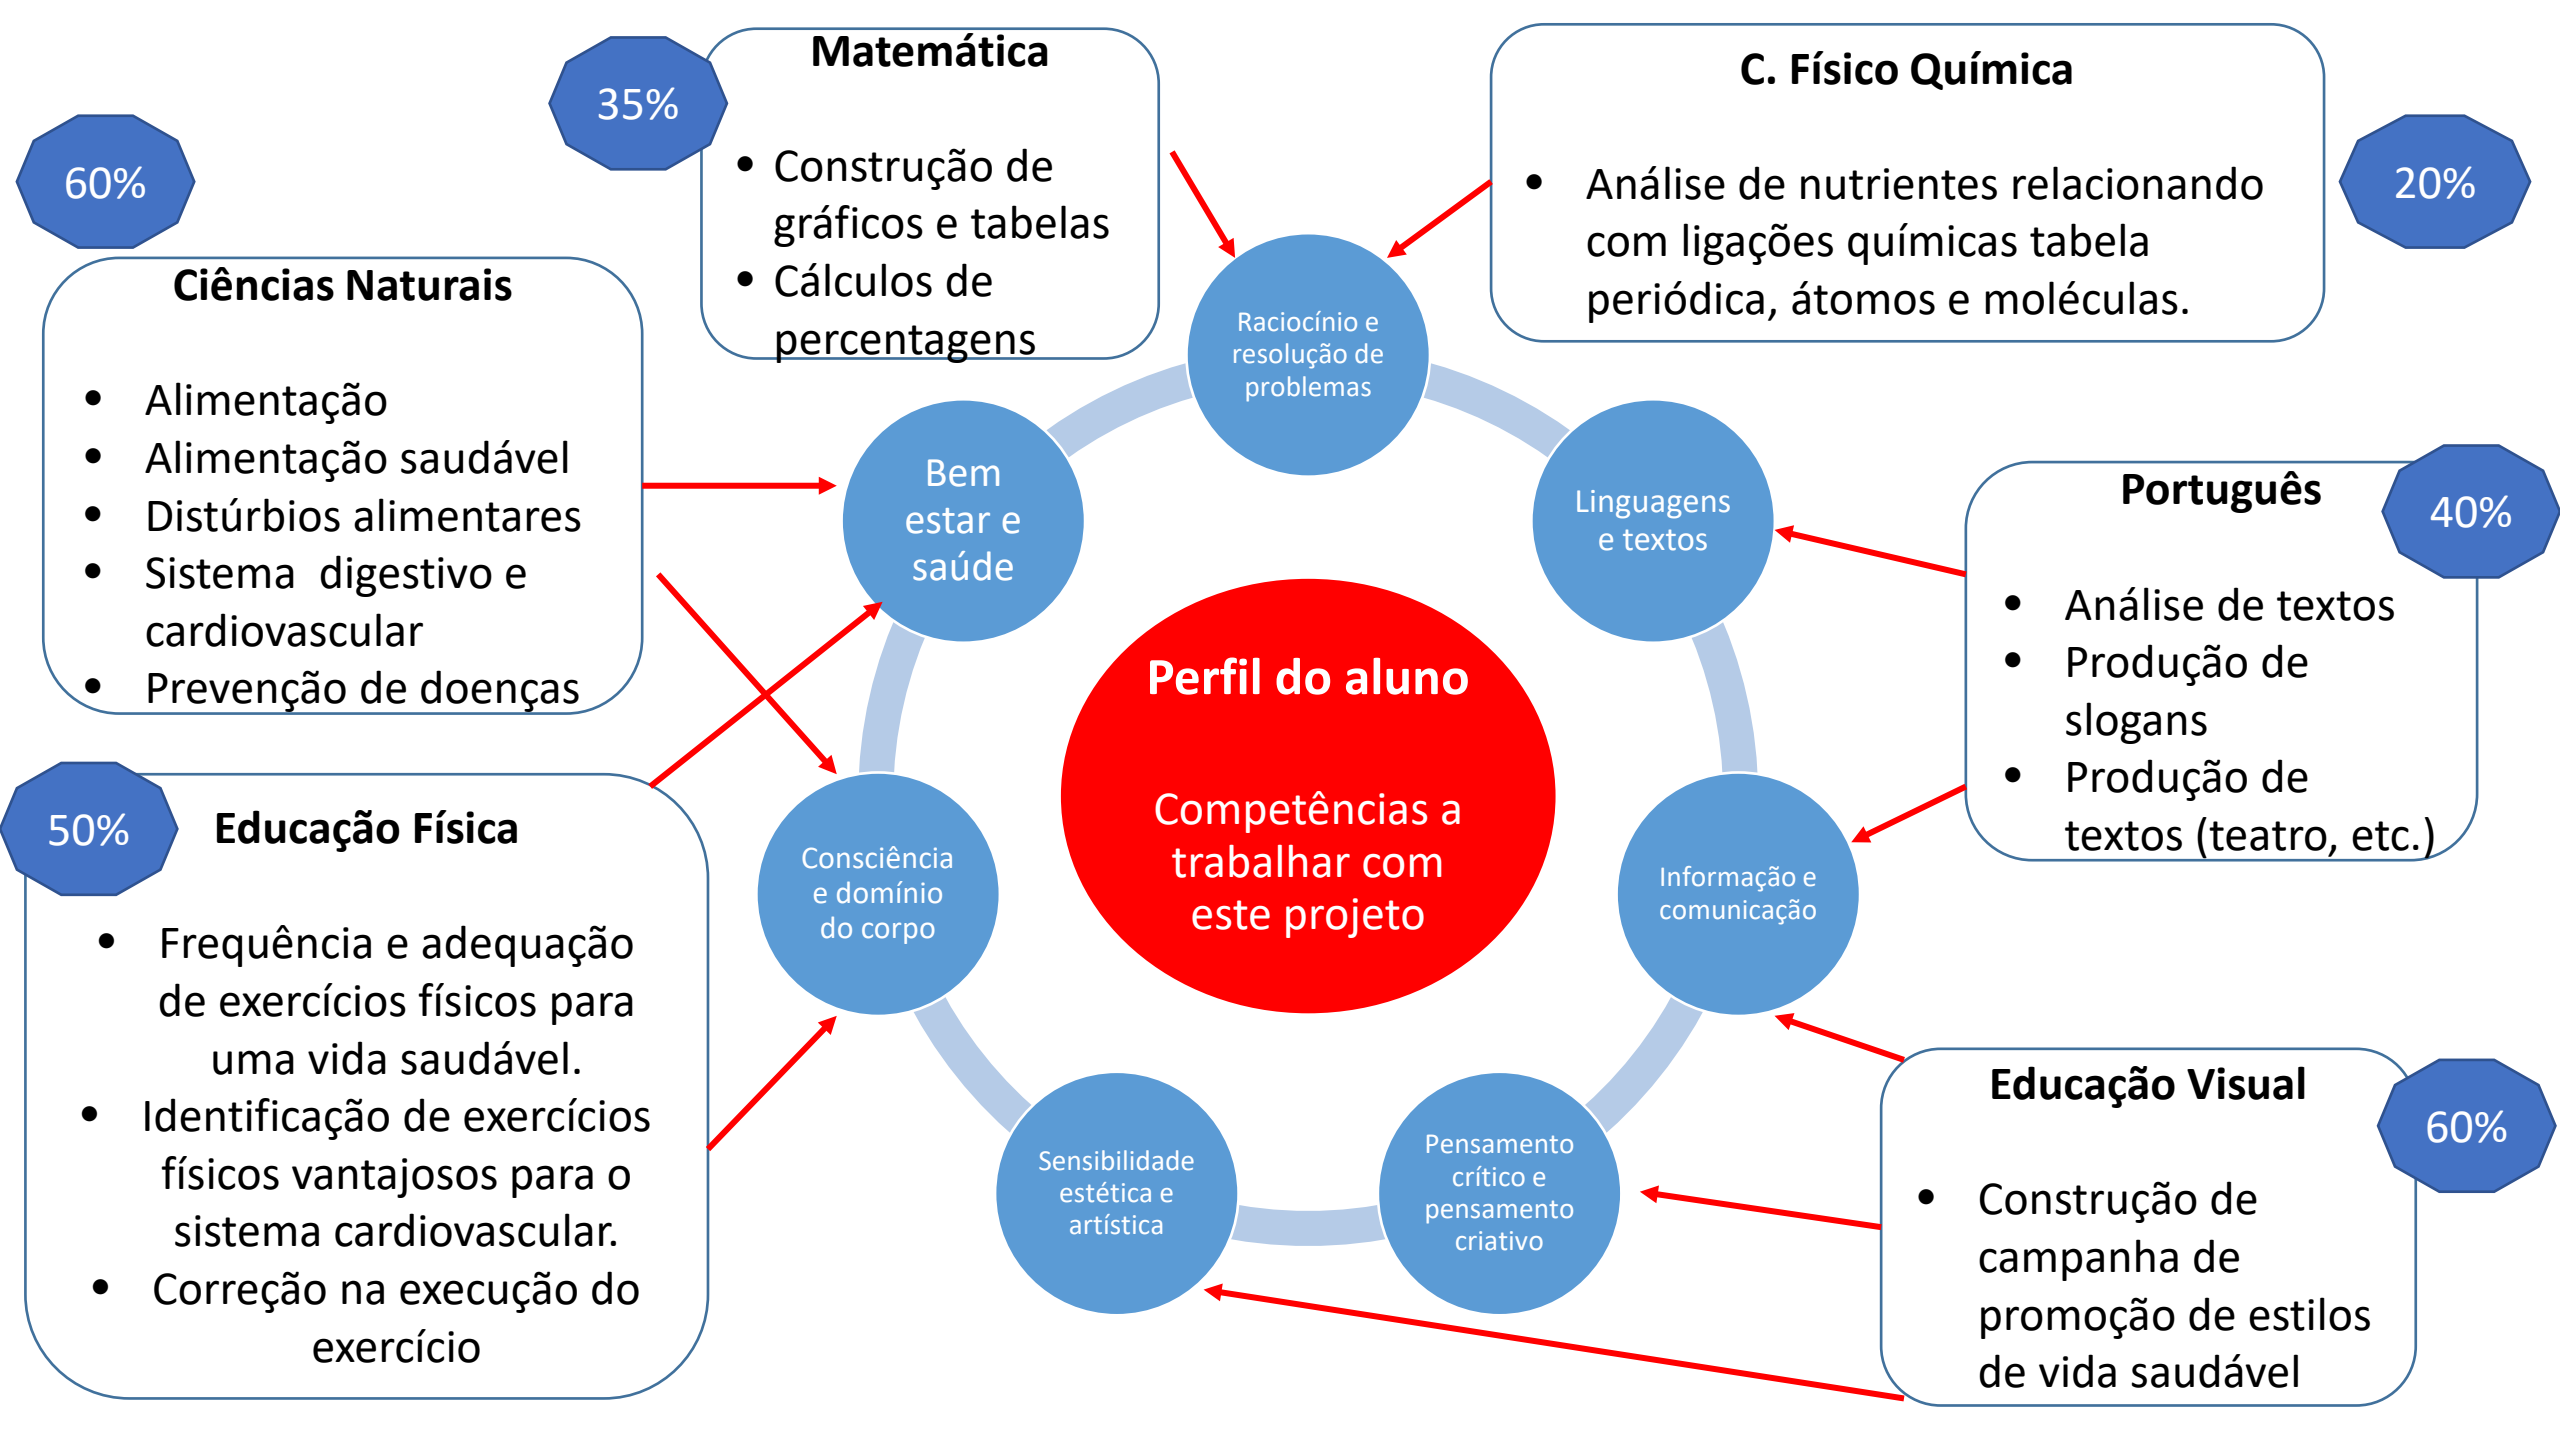 60%
Ciências Naturais
• Alimentação
• Alimentação saudável
• Distúrbios alimentares
• Sistema  digestivo e
cardiovascular
• Prevenção de doenças
35%
Matemática
• Construção de
gráficos e tabelas
• Cálculos de
percentagens
C. Físico Química
• Análise de nutrientes relacionando
com ligações químicas tabela
periódica, átomos e moléculas.
20%
Português
40%
• Análise de textos
• Produção de
slogans
• Produção de
textos (teatro, etc.)
50%
Educação Física
• Frequência e adequação
de exercícios físicos para
uma vida saudável.
• Identificação de exercícios
físicos vantajosos para o
sistema cardiovascular.
• Correção na execução do
exercício
Educação Visual
60%
• Construção de
campanha de
promoção de estilos
de vida saudável
Raciocínio e
resolução de
problemas
Linguagens
e textos
Informação e
comunicação
Pensamento
crítico e
pensamento
criativo
Sensibilidade
estética e
artística
Consciência
e domínio
do corpo
Bem
estar e
saúde
Perfil do aluno
Competências a
trabalhar com
este projeto